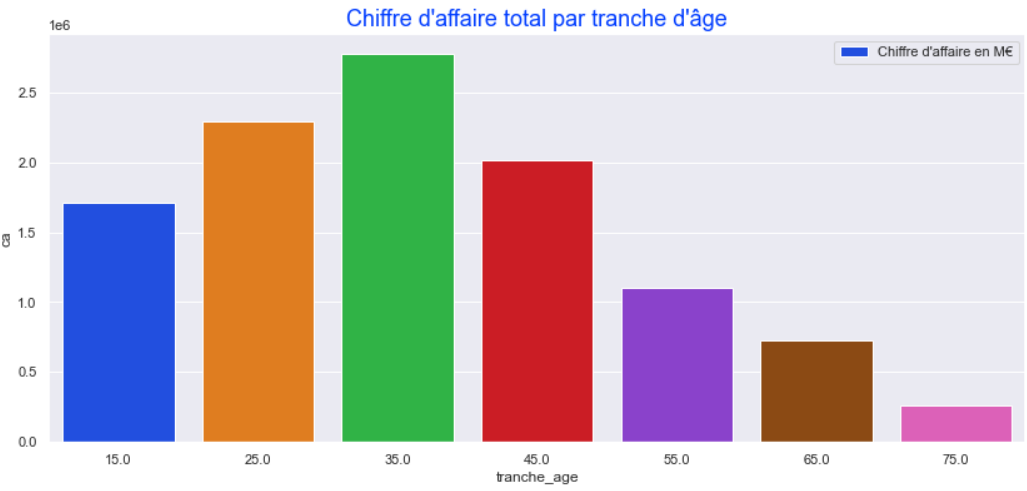 Chiffre d'affaire total par tranche d'âge
1e6
Chiffre d'affaire en M€
2.5
2.0
1.5
1.0
0.5
0.0
ca
15.0 25.0 35.0 45.0 55.0 65.0 75.0
tranche_age